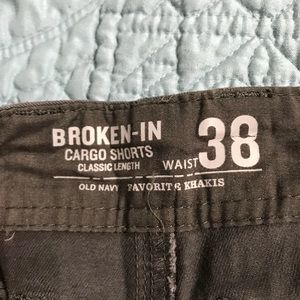 BROKEN-IN
CARGO SHORTS
CLASSIC LENGTH
WAIST 38
OLD NAVY FAVORITE KHAKIS